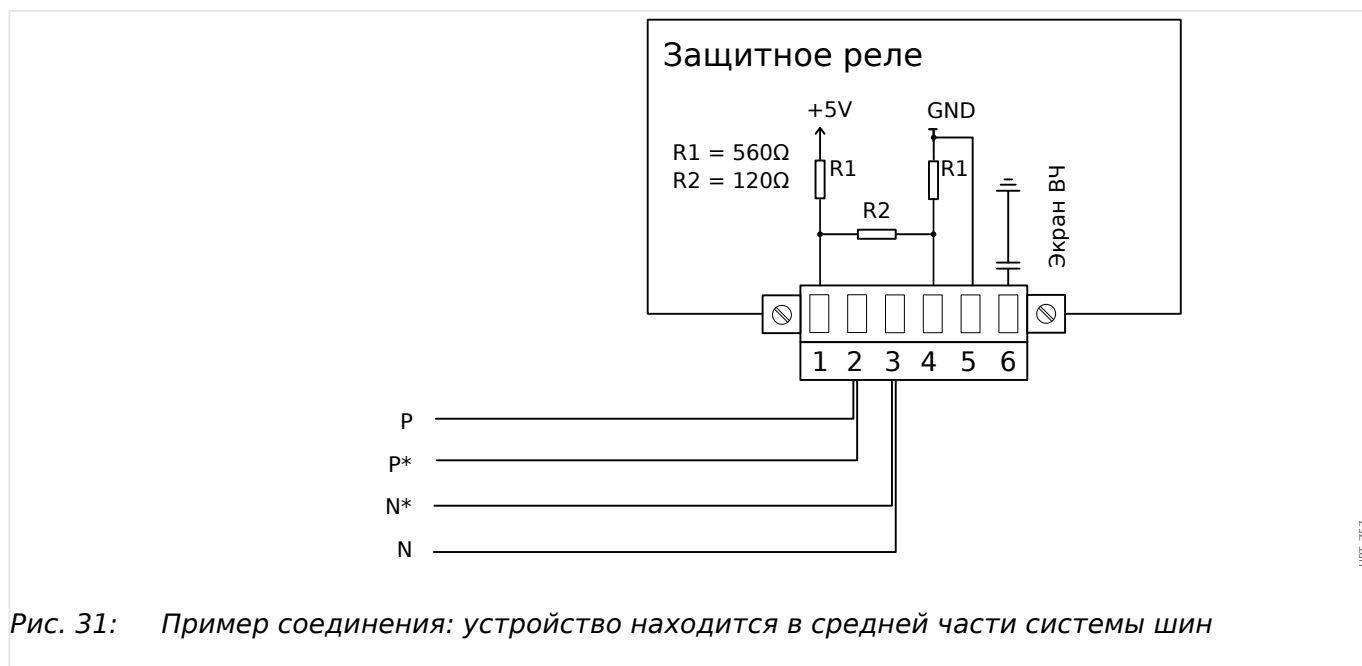 Защитное реле
+5V
GND
R1 = 560Ω
R2 = 120Ω
R1
R1
R2
Экран ВЧ
1 2 3 4 5 6
P
P*
N*
N
Рис. 31: Пример соединения: устройство находится в средней части системы шин